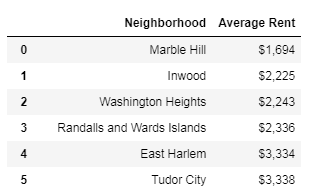 Neighborhood Average Rent
0 Marble Hill $1,694
1 Inwood $2,225
2 Washington Heights $2,243
3 Randalls and Wards Islands $2,336
4 East Harlem $3,334
5 Tudor City $3,338